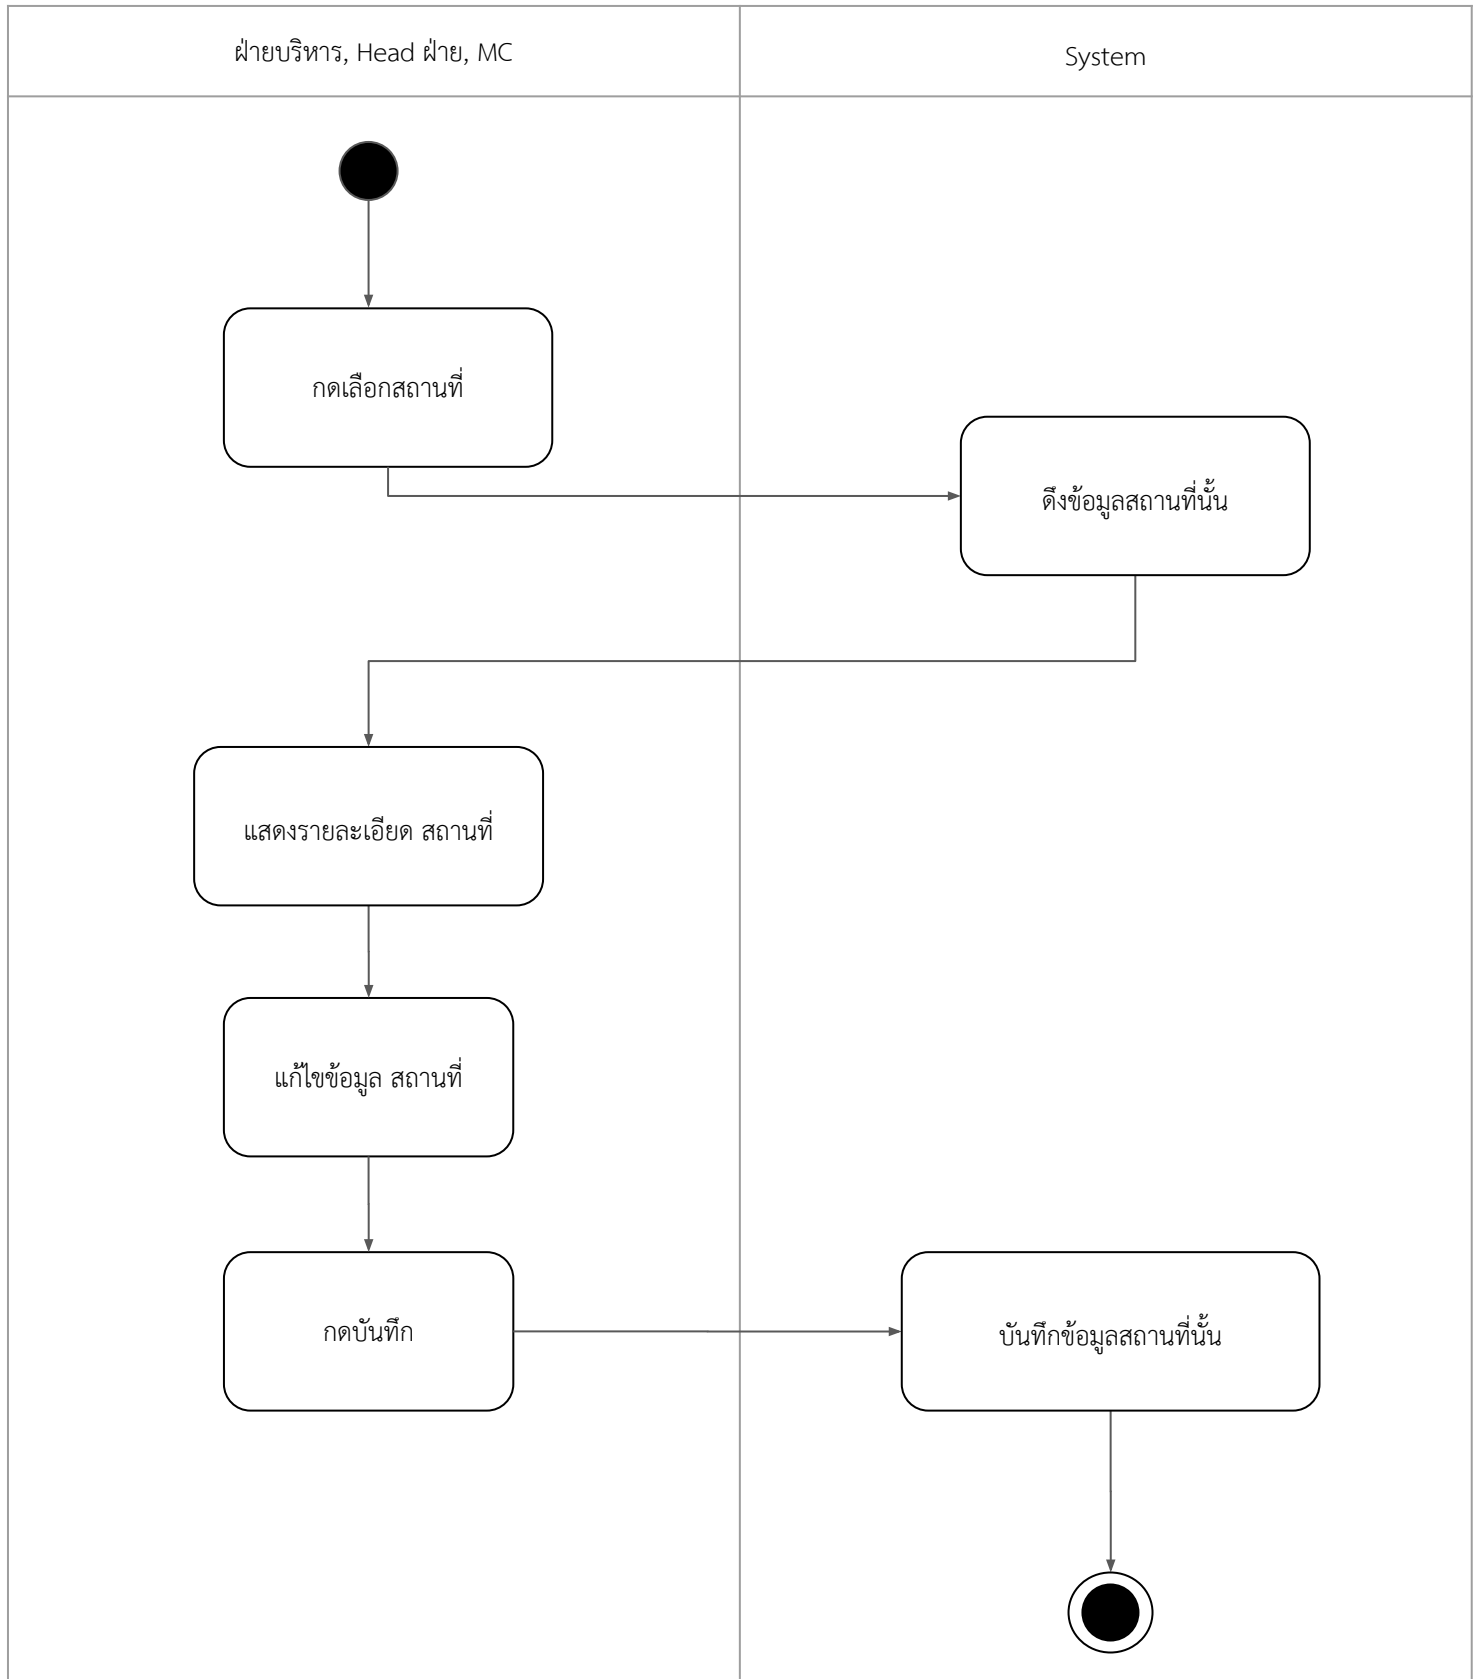 ฝ่ายบริหาร, Head ฝ่าย, MC
System
กดเลือกสถานที่
ดึงข้อมูลสถานที่นั้น
แสดงรายละเอียด สถานที่
แก้ไขข้อมูล สถานที่
กดบันทึก
บันทึกข้อมูลสถานที่นั้น